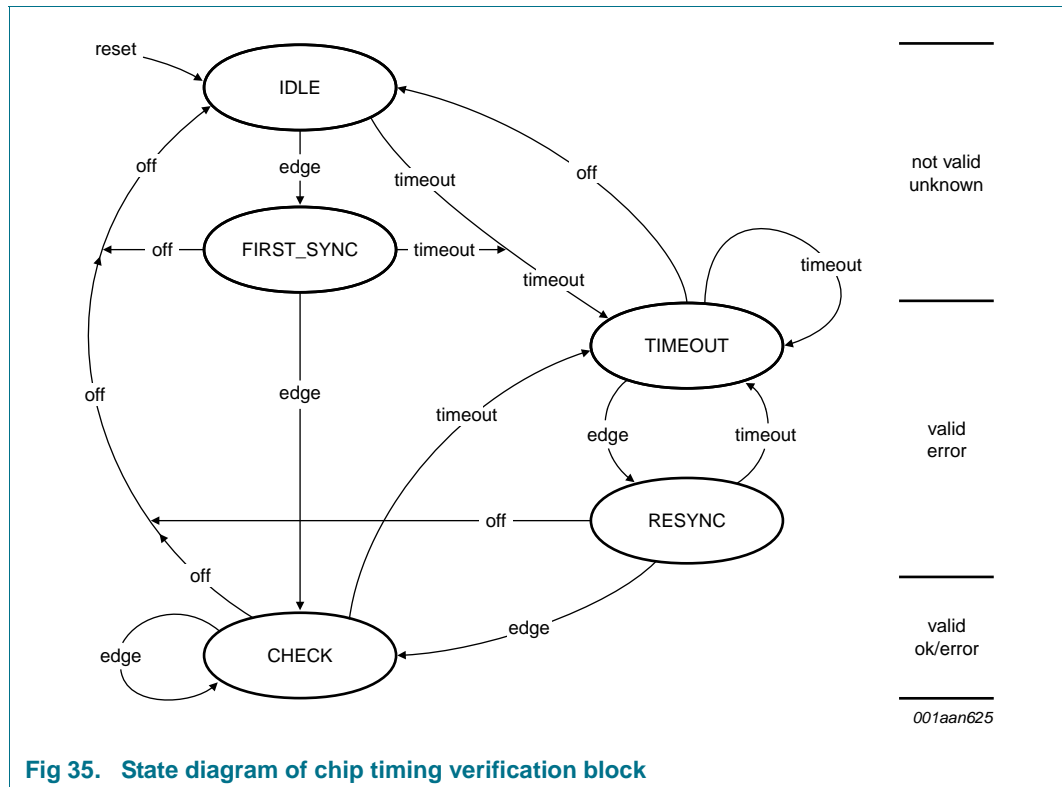 reset
IDLE
off
edge
timeout
off
not valid
unknown
off
FIRST_SYNC
timeout
timeout
timeout
TIMEOUT
off
edge
timeout
edge
timeout
valid
error
off
RESYNC
off
edge
edge
CHECK
valid
ok/error
001aan625
Fig 35. State diagram of chip timing verification block